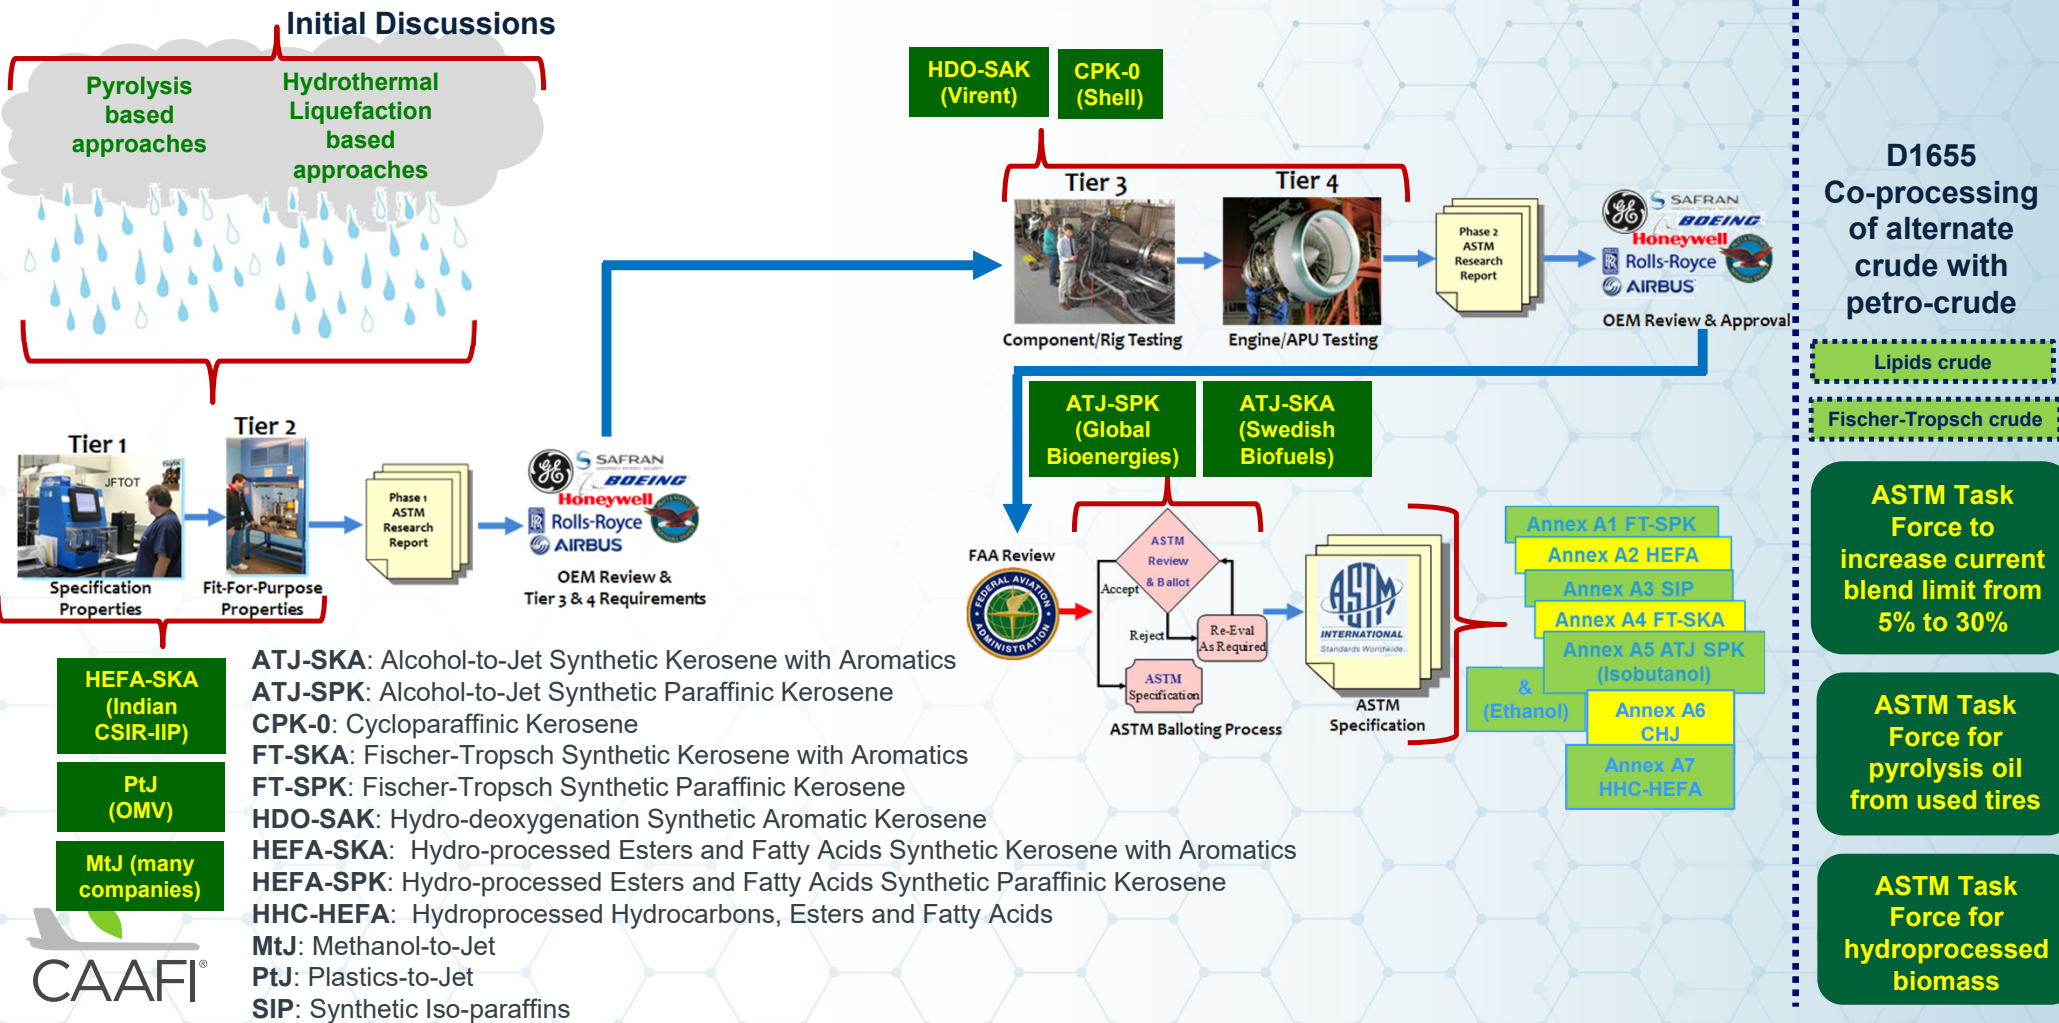 Initial Discussions
Pyrolysis
based
approaches
Hydrothermal
Liquefaction
based
approaches
HDO-SAK
(Virent)
CPK-0
(Shell)
Tier 3
Tier 4
Component/Rig Testing
Engine/APU Testing
Phase 2
ASTM
Research
Report
SAFRAN
BOEING
Honeywell
Rolls-Royce
AIRBUS
OEM Review & Approval
Tier 1
Tier 2
JFTOT
Specification
Properties
Fit-For-Purpose
Properties
Phase 1
ASTM
Research
Report
SAFRAN
BOEING
Honeywell
Rolls-Royce
AIRBUS
OEM Review &
Tier 3 & 4 Requirements
ATJ-SPK
(Global
Bioenergies)
ATJ-SKA
(Swedish
Biofuels)
FAA Review
FEDERAL AVIATION
ADMINISTRATION
ASTM
Review
& Ballot
Accept
Reject
Re-Eval
As Required
ASTM
Specification
ASTM Balloting Process
ASTM
INTERNATIONAL
Standards Worldwide
ASTM
Specification
Annex A1 FT-SPK
Annex A2 HEFA
Annex A3 SIP
Annex A4 FT-SKA
Annex A5 ATJ SPK
(Isobutanol)
&
(Ethanol)
Annex A6
CHJ
Annex A7
HHC-HEFA
HEFA-SKA
(Indian
CSIR-IIP)
PtJ
(OMV)
MtJ (many
companies)
CAAFI®
ATJ-SKA: Alcohol-to-Jet Synthetic Kerosene with Aromatics
ATJ-SPK: Alcohol-to-Jet Synthetic Paraffinic Kerosene
CPK-0: Cycloparaffinic Kerosene
FT-SKA: Fischer-Tropsch Synthetic Kerosene with Aromatics
FT-SPK: Fischer-Tropsch Synthetic Paraffinic Kerosene
HDO-SAK: Hydro-deoxygenation Synthetic Aromatic Kerosene
HEFA-SKA: Hydro-processed Esters and Fatty Acids Synthetic Kerosene with Aromatics
HEFA-SPK: Hydro-processed Esters and Fatty Acids Synthetic Paraffinic Kerosene
HHC-HEFA: Hydroprocessed Hydrocarbons, Esters and Fatty Acids
MtJ: Methanol-to-Jet
PtJ: Plastics-to-Jet
SIP: Synthetic Iso-paraffins
D1655
Co-processing
of alternate
crude with
petro-crude
Lipids crude
Fischer-Tropsch crude
ASTM Task
Force to
increase current
blend limit from
5% to 30%
ASTM Task
Force for
pyrolysis oil
from used tires
ASTM Task
Force for
hydroprocessed
biomass